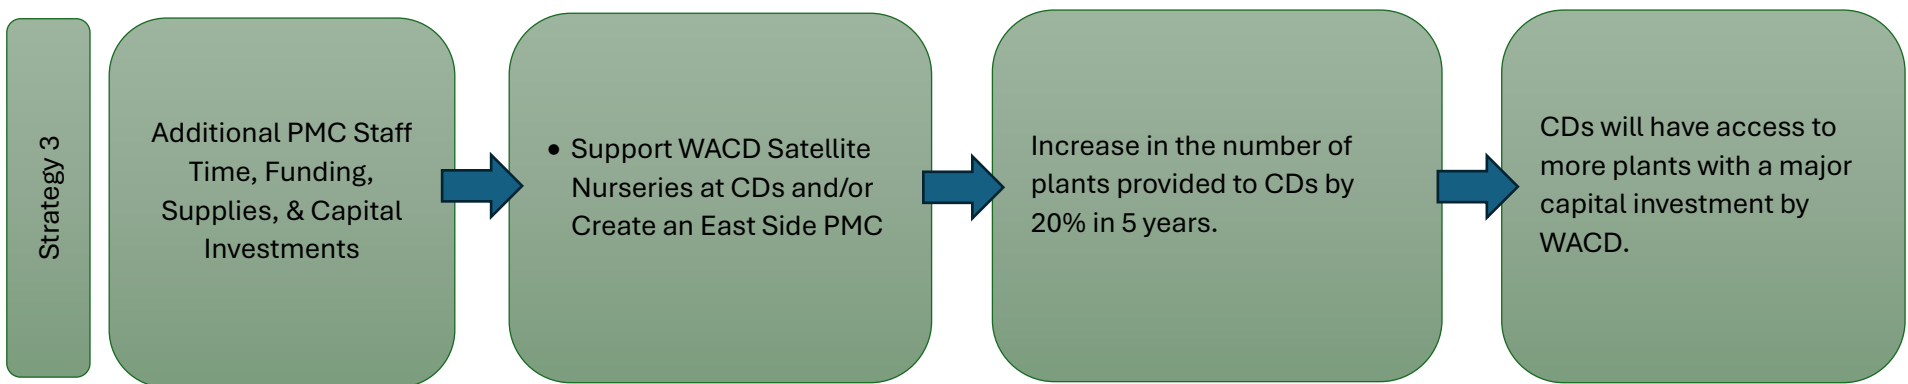 Strategy 3
Additional PMC Staff
Time, Funding,
Supplies, & Capital
Investments
• Support WACD Satellite
Nurseries at CDs and/or
Create an East Side PMC
Increase in the number of
plants provided to CDs by
20% in 5 years.
CDs will have access to
more plants with a major
capital investment by
WACD.